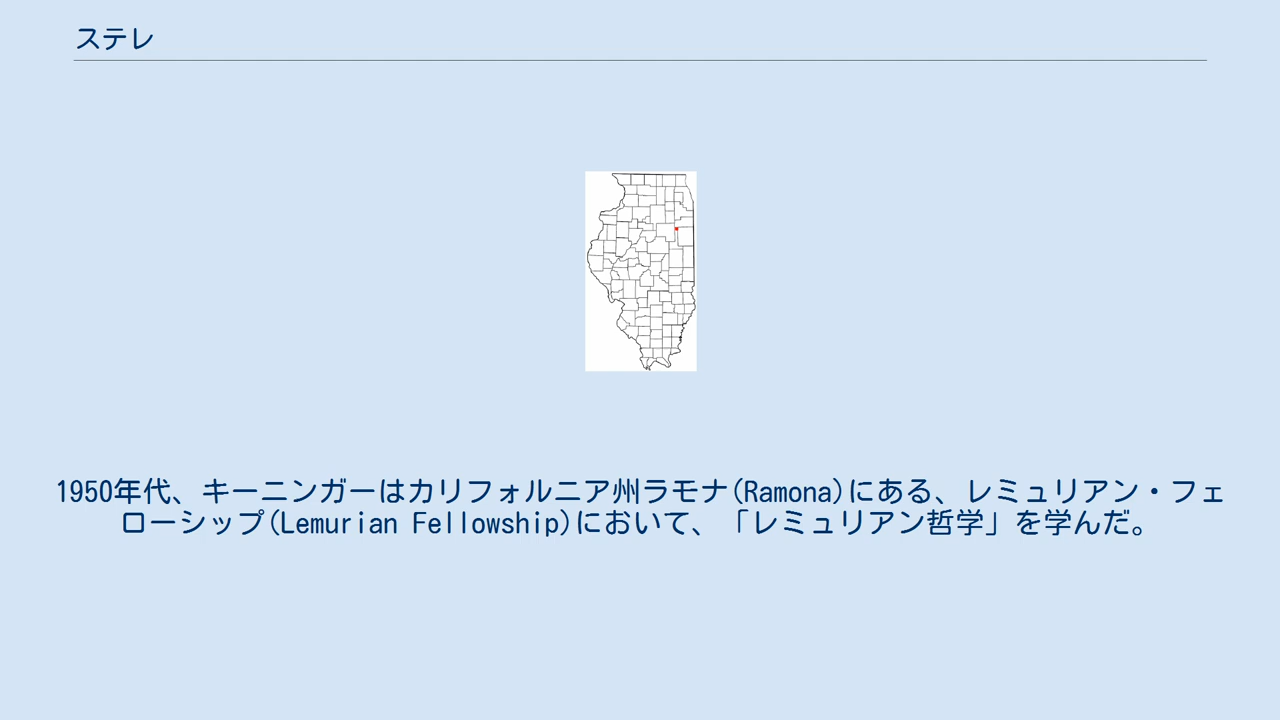 ステレ
1950年代、キーニンガーはカリフォルニア州ラモナ(Ramona)にある、レミュリアン・フェ
ローシップ(Lemurian Fellowship)において、「レミュリアン哲学」を学んだ。